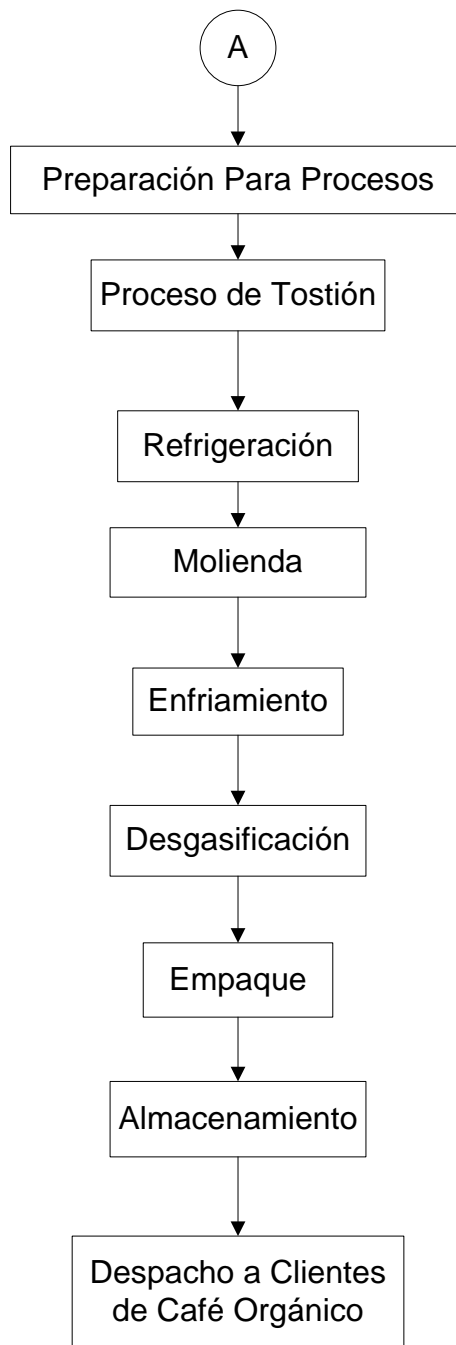 A
Preparación Para Procesos
Proceso de Tostión
Refrigeración
Molienda
Enfriamiento
Desgasificación
Empaque
Almacenamiento
Despacho a Clientes
de Café Orgánico